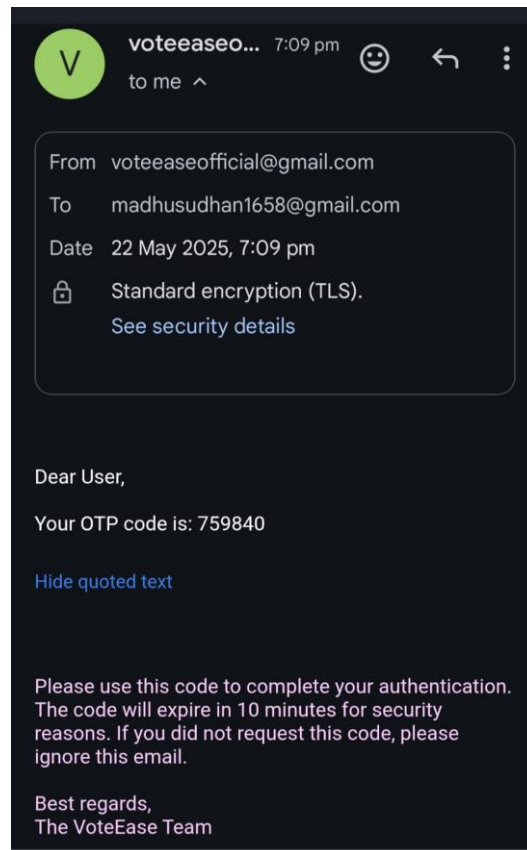 V
voteeaseo... 7:09 pm
to me
From voteeaseofficial@gmail.com
To madhusudhan1658@gmail.com
Date 22 May 2025, 7:09 pm
Standard encryption (TLS).
See security details
Dear User,
Your OTP code is: 759840
Hide quoted text
Please use this code to complete your authentication.
The code will expire in 10 minutes for security
reasons. If you did not request this code, please
ignore this email.
Best regards,
The VoteEase Team